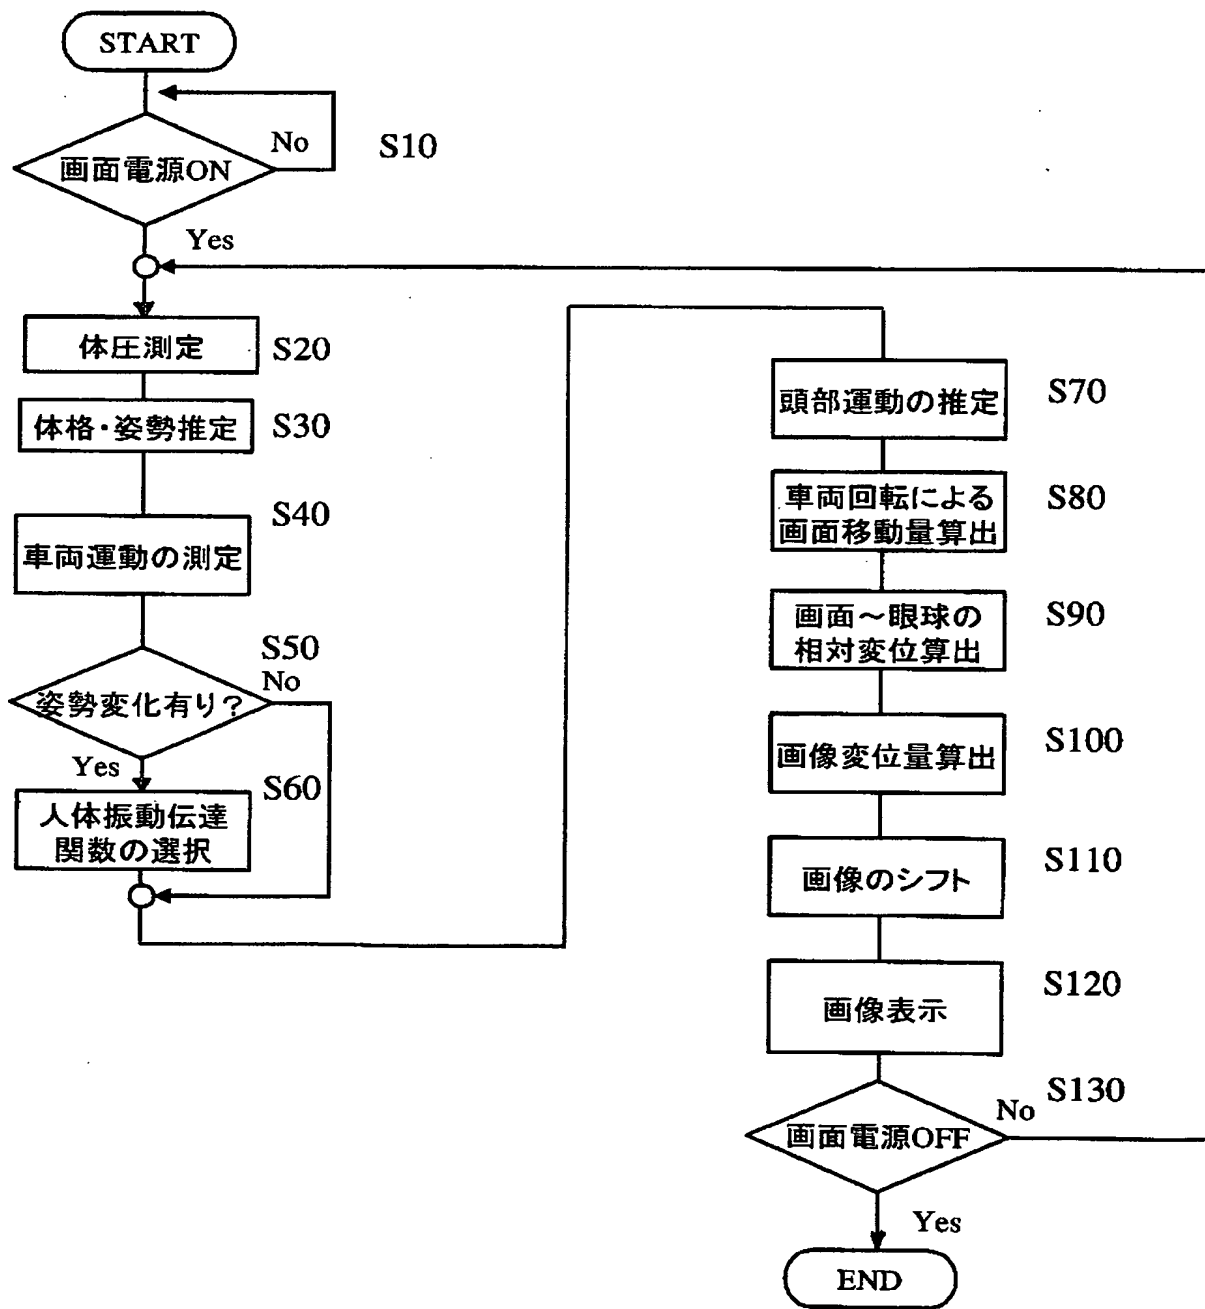 START
画面電源ON
No
S10
Yes
体圧測定
S20
体格・姿勢推定
S30
S40
車両運動の測定
S50
No
姿勢変化有り？
Yes
S60
人体振動伝達
関数の選択
頭部運動の推定
S70
車両回転による
画面移動量算出
S80
画面～眼球の
相対変位算出
S90
画像変位量算出
S100
画像のシフト
S110
画像表示
S120
S130
No
画面電源OFF
Yes
END